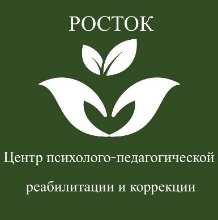 РОСТОК
Центр психолого-педагогической
реабилитации и коррекции